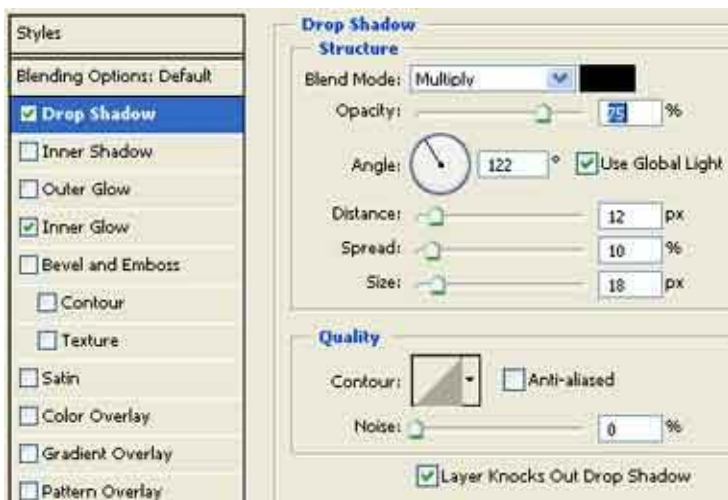 Styles
Blending Options: Default
Drop Shadow
Inner Shadow
Outer Glow
Inner Glow
Bevel and Emboss
Contour
Texture
Satin
Color Overlay
Gradient Overlay
Pattern Overlay
Drop Shadow
Structure
Blend Mode: Multiply
Opacity: 75 %
Angle: 122 ° Use Global Light
Distance: 12 px
Spread: 10 %
Size: 18 px
Quality
Contour: Anti-aliased
Noise: 0 %
Layer Knocks Out Drop Shadow